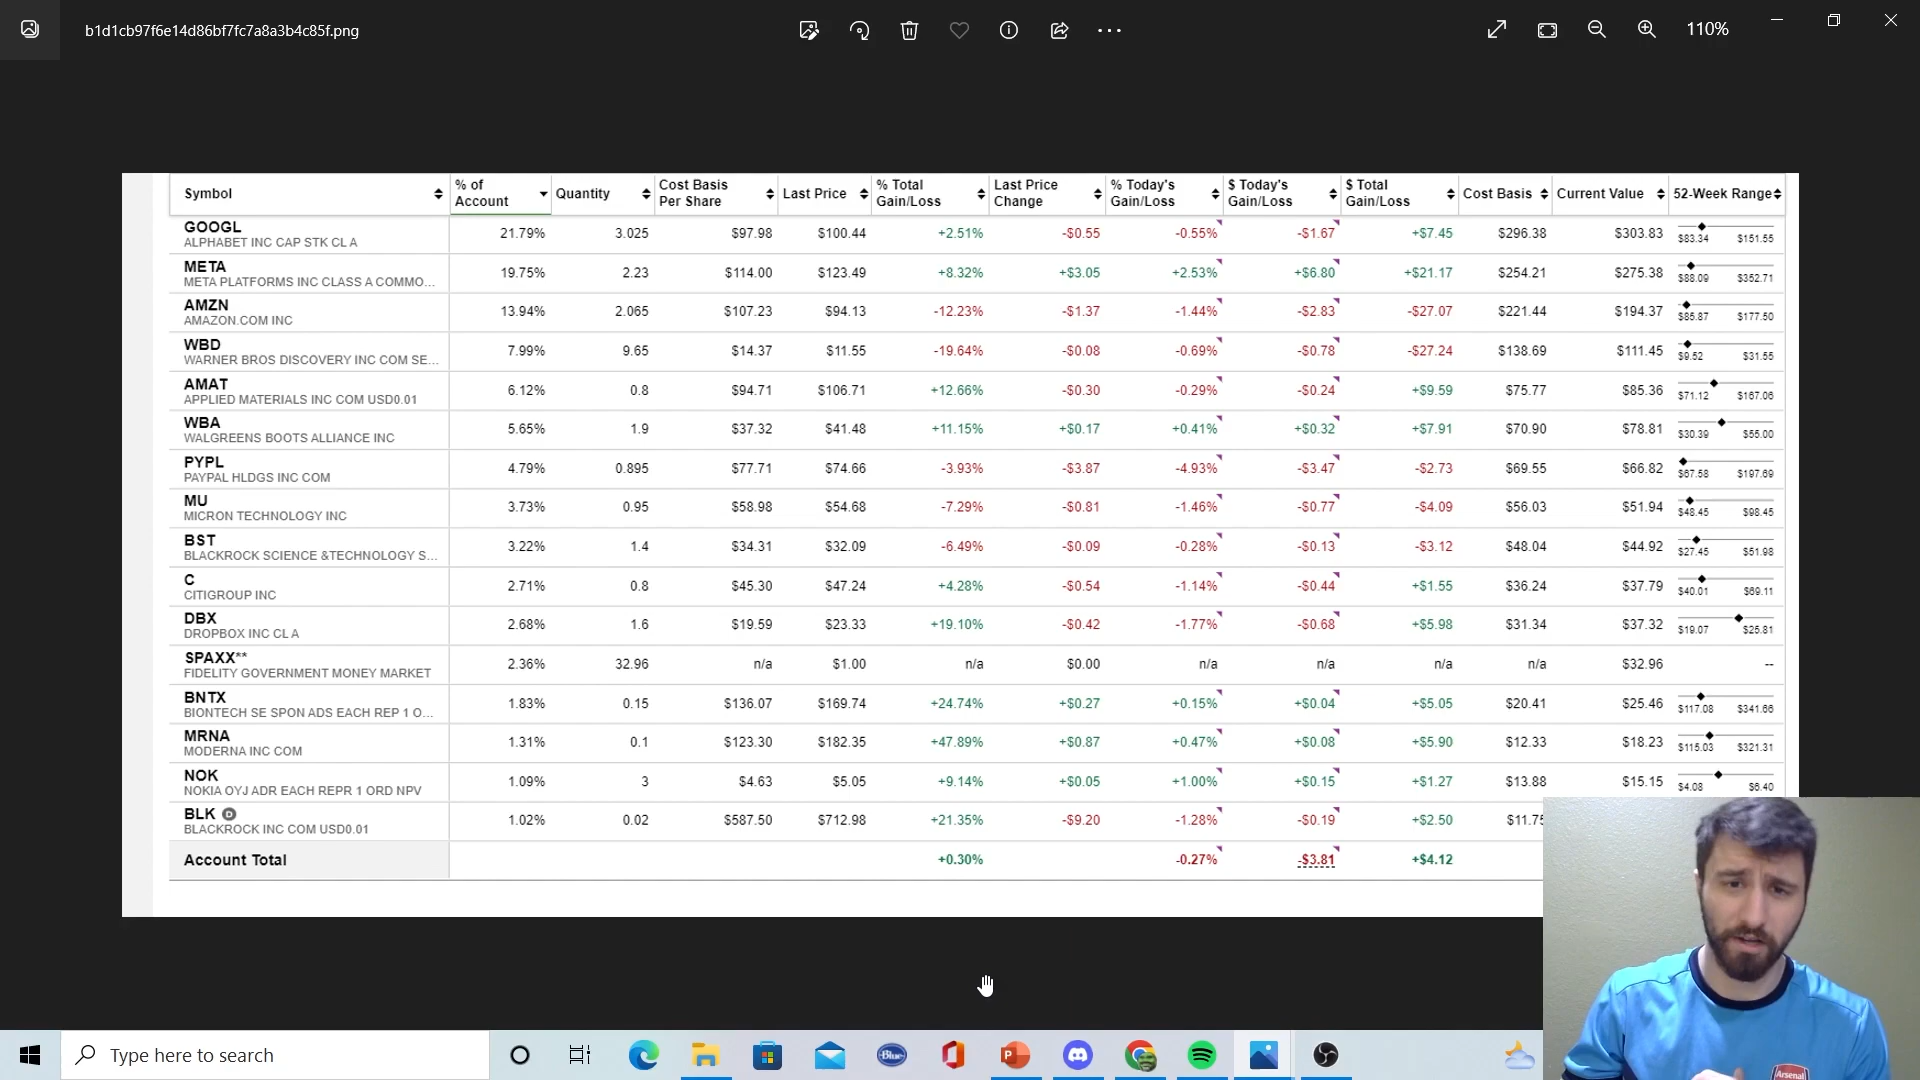 b1d1cb97f6e14d86bf7fc7a8a3b4c85f.png
110%
Symbol % of Account Quantity Cost Basis Per Share Last Price % Total Gain/Loss Last Price Change % Today's Gain/Loss $ Today's Gain/Loss $ Total Gain/Loss Cost Basis Current Value 52-Week Range
GOOGL
ALPHABET INC CAP STK CL A
21.79% 3.025 $97.98 $100.44 +2.51% -$0.55 -0.55% -$1.67 +$7.45 $296.38 $303.83 $83.34 $151.55
META
META PLATFORMS INC CLASS A COMMO...
19.75% 2.23 $114.00 $123.49 +8.32% +$3.05 +2.53% +$6.80 +$21.17 $254.21 $275.38 $88.09 $352.71
AMZN
AMAZON.COM INC
13.94% 2.065 $107.23 $94.13 -12.23% -$1.37 -1.44% -$2.83 -$27.07 $221.44 $194.37 $85.87 $177.50
WBD
WARNER BROS DISCOVERY INC COM SE...
7.99% 9.65 $14.37 $11.55 -19.64% -$0.08 -0.69% -$0.78 -$27.24 $138.69 $111.45 $9.52 $31.55
AMAT
APPLIED MATERIALS INC COM USD0.01
6.12% 0.8 $94.71 $106.71 +12.66% -$0.30 -0.29% -$0.24 +$9.59 $75.77 $85.36 $71.12 $167.06
WBA
WALGREENS BOOTS ALLIANCE INC
5.65% 1.9 $37.32 $41.48 +11.15% +$0.17 +0.41% +$0.32 +$7.91 $70.90 $78.81 $30.39 $55.00
PYPL
PAYPAL HLDGS INC COM
4.79% 0.895 $77.71 $74.66 -3.93% -$3.87 -4.93% -$3.47 -$2.73 $69.55 $66.82 $67.58 $197.69
MU
MICRON TECHNOLOGY INC
3.73% 0.95 $58.98 $54.68 -7.29% -$0.81 -1.46% -$0.77 -$4.09 $56.03 $51.94 $48.45 $98.45
BST
BLACKROCK SCIENCE &TECHNOLOGY S...
3.22% 1.4 $34.31 $32.09 -6.49% -$0.09 -0.28% -$0.13 -$3.12 $48.04 $44.92 $27.45 $51.98
C
CITIGROUP INC
2.71% 0.8 $45.30 $47.24 +4.28% -$0.54 -1.14% -$0.44 +$1.55 $36.24 $37.79 $40.01 $69.11
DBX
DROPBOX INC CL A
2.68% 1.6 $19.59 $23.33 +19.10% -$0.42 -1.77% -$0.68 +$5.98 $31.34 $37.32 $19.07 $25.81
SPAXX**
FIDELITY GOVERNMENT MONEY MARKET
2.36% 32.96 n/a $1.00 n/a $0.00 n/a n/a n/a n/a $32.96 --
BNTX
BIONTECH SE SPON ADS EACH REP 1 O...
1.83% 0.15 $136.07 $169.74 +24.74% +$0.27 +0.15% +$0.04 +$5.05 $20.41 $25.46 $117.08 $341.66
MRNA
MODERNA INC COM
1.31% 0.1 $123.30 $182.35 +47.89% +$0.87 +0.47% +$0.08 +$5.90 $12.33 $18.23 $115.03 $321.31
NOK
NOKIA OYJ ADR EACH REPR 1 ORD NPV
1.09% 3 $4.63 $5.05 +9.14% +$0.05 +1.00% +$0.15 +$1.27 $13.88 $15.15 $4.08 $6.40
BLK D
BLACKROCK INC COM USD0.01
1.02% 0.02 $587.50 $712.98 +21.35% -$9.20 -1.28% -$0.19 +$2.50 $11.75
Account Total +0.30% -0.27% -$3.81 +$4.12
Arsenal
Type here to search
Blue
P